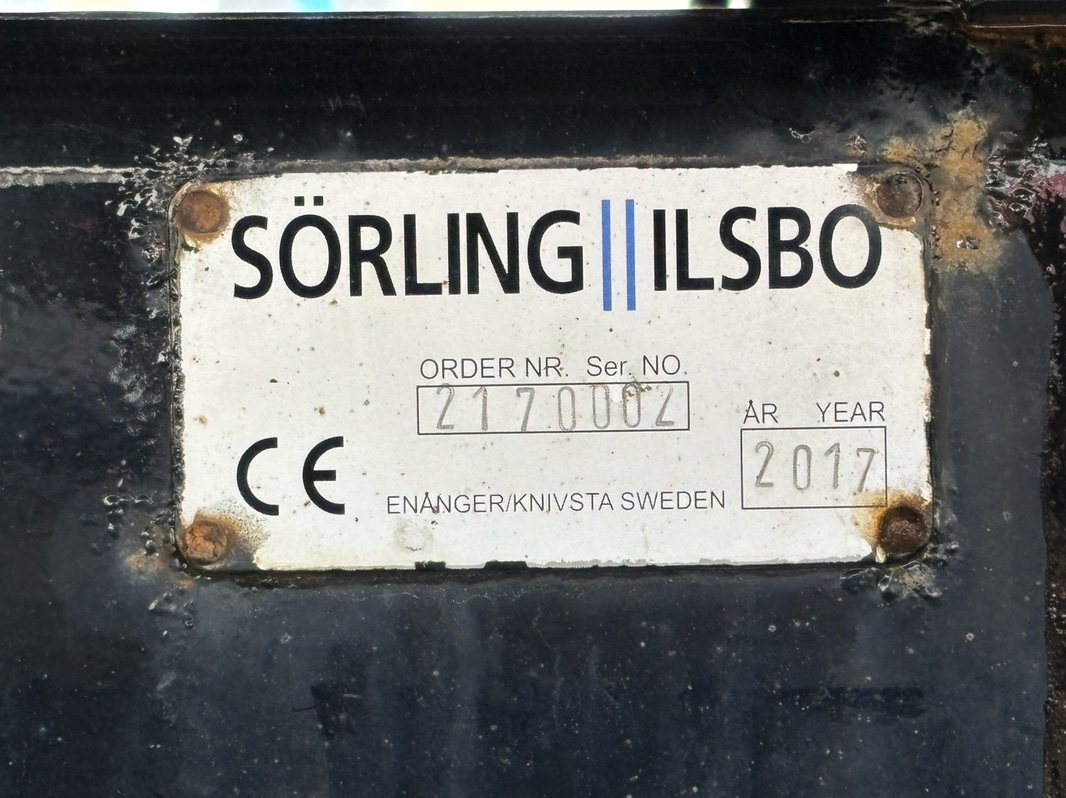 SÖRLING||ILSBO
ORDER NR. Ser. NO.
2170002
ÅR YEAR
2017
CE
ENÅNGER/KNIVSTA SWEDEN